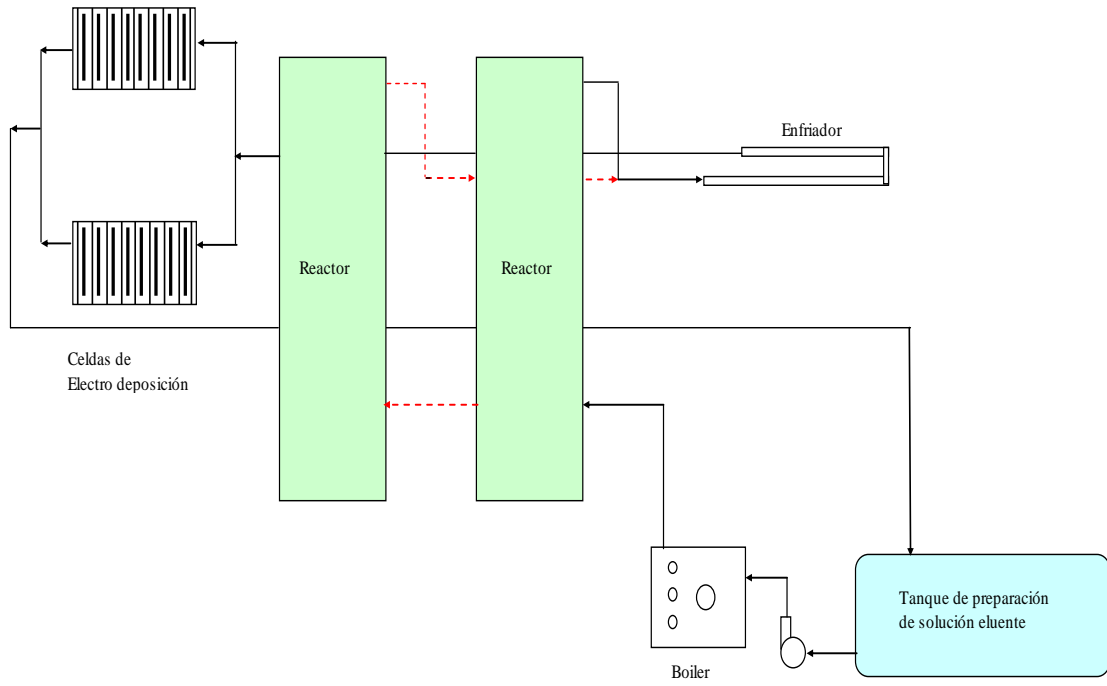 Enfriador
Reactor
Reactor
Celdas de
Electro deposición
Tanque de preparación
de solución eluente
Boiler